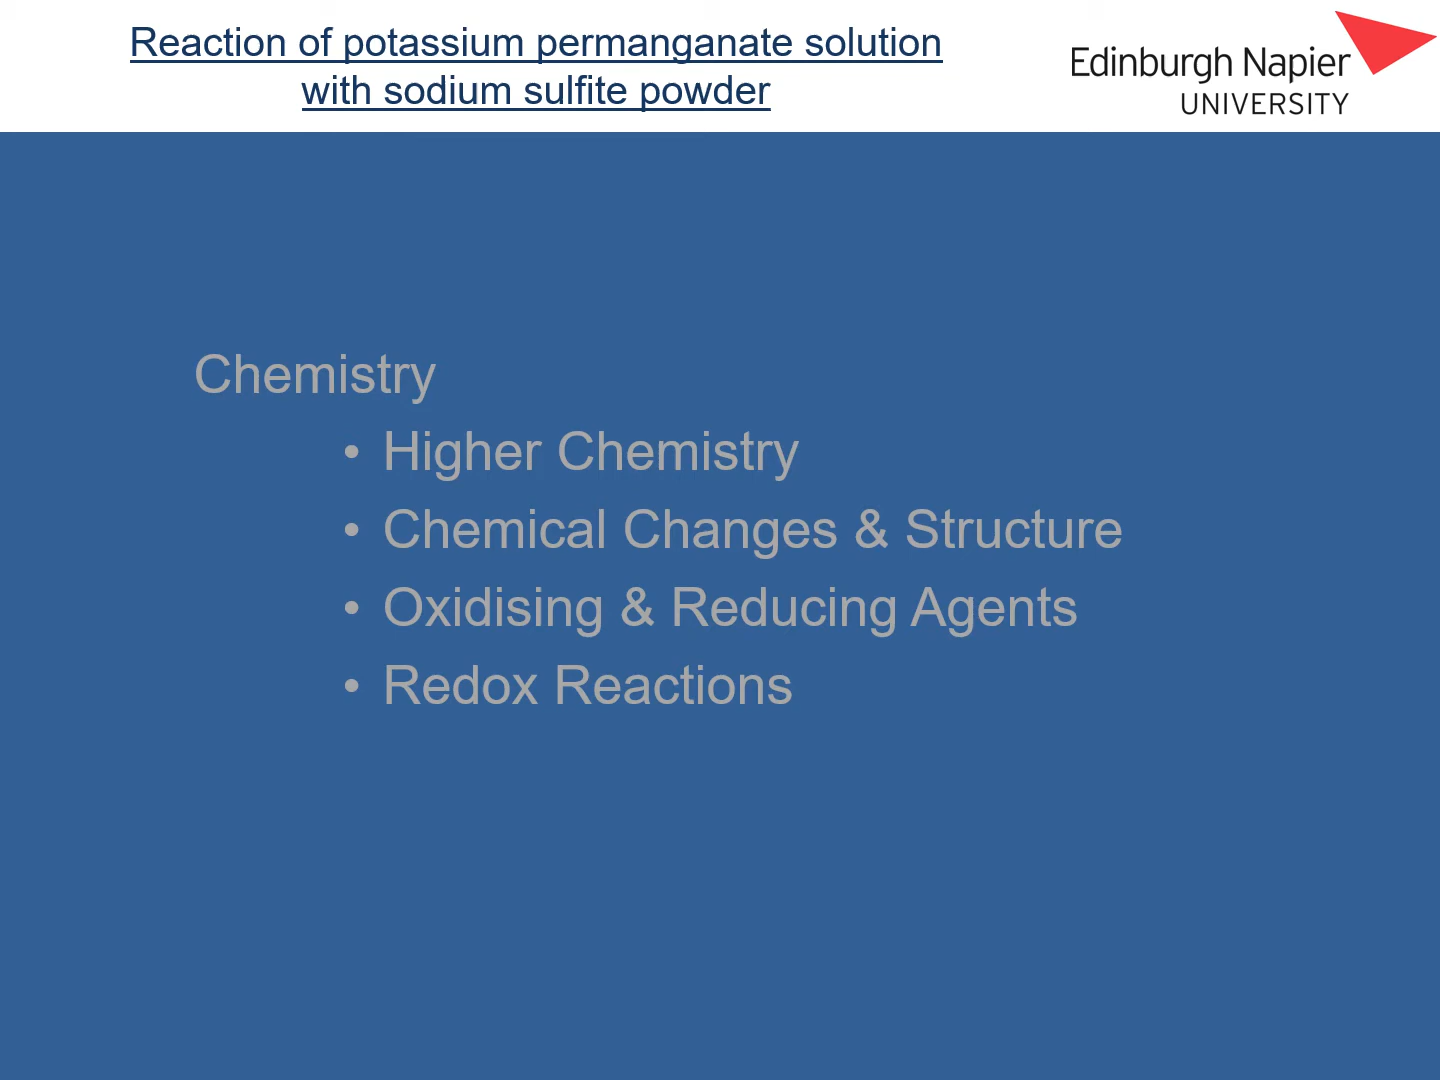 Reaction of potassium permanganate solution
with sodium sulfite powder
Edinburgh Napier
UNIVERSITY
Chemistry
• Higher Chemistry
• Chemical Changes & Structure
• Oxidising & Reducing Agents
• Redox Reactions